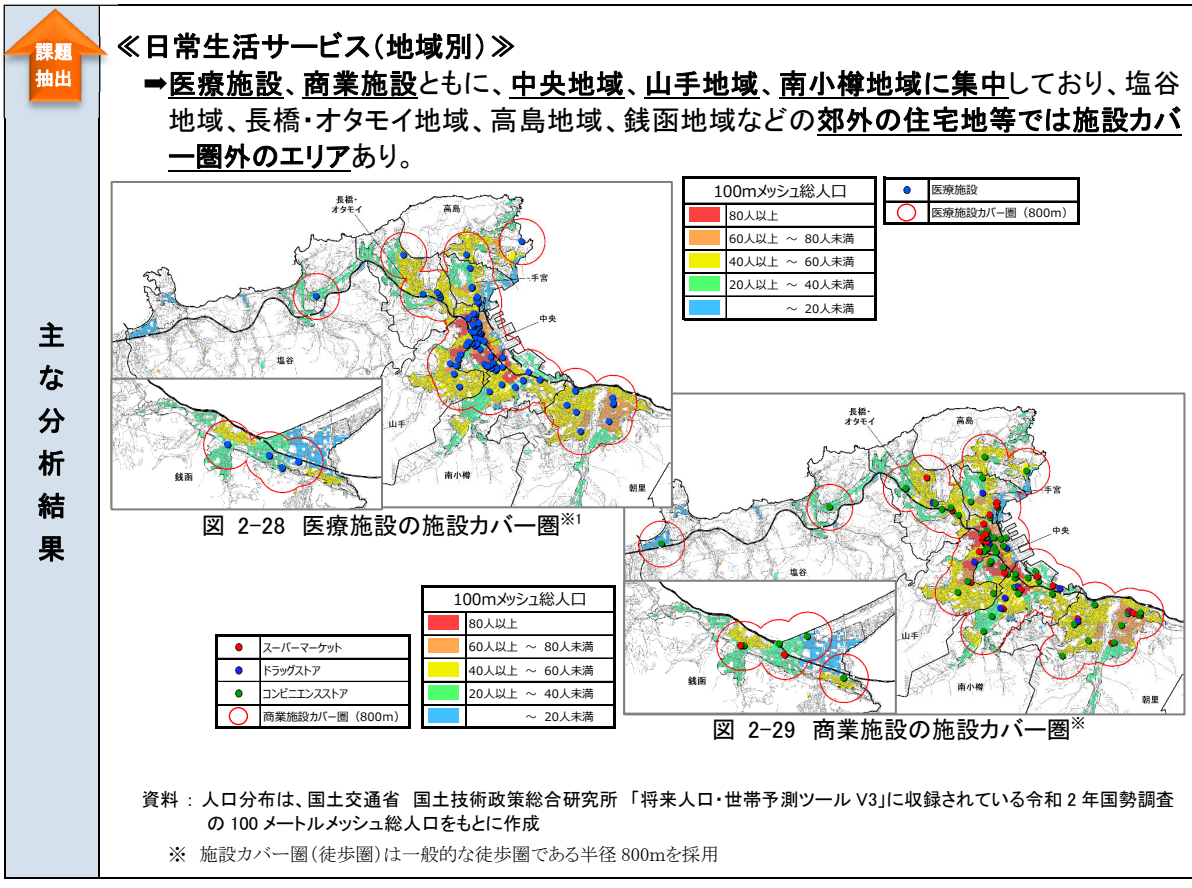 課題
抽出
主な分析結果
≪日常生活サービス(地域別)≫
➡医療施設、商業施設ともに、中央地域、山手地域、南小樽地域に集中しており、塩谷
地域、長橋・オタモイ地域、高島地域、銭函地域などの郊外の住宅地等では施設カバ
ー圏外のエリアあり。
長橋・
オタモイ
高島
手宮
中央
塩谷
山手
銭函
南小樽
朝里
100mメッシュ総人口
80人以上
60人以上 ~ 80人未満
40人以上 ~ 60人未満
20人以上 ~ 40人未満
~ 20人未満
医療施設
医療施設カバー圏(800m)
図 2-28 医療施設の施設カバー圏※1
長橋・
オタモイ
高島
手宮
中央
塩谷
山手
銭函
南小樽
朝里
スーパーマーケット
ドラッグストア
コンビニエンスストア
商業施設カバー圏(800m)
100mメッシュ総人口
80人以上
60人以上 ~ 80人未満
40人以上 ~ 60人未満
20人以上 ~ 40人未満
~ 20人未満
図 2-29 商業施設の施設カバー圏※
資料 : 人口分布は、国土交通省 国土技術政策総合研究所 「将来人口・世帯予測ツール V3」に収録されている令和 2 年国勢調査
の 100 メートルメッシュ総人口をもとに作成
※ 施設カバー圏(徒歩圏)は一般的な徒歩圏である半径 800mを採用